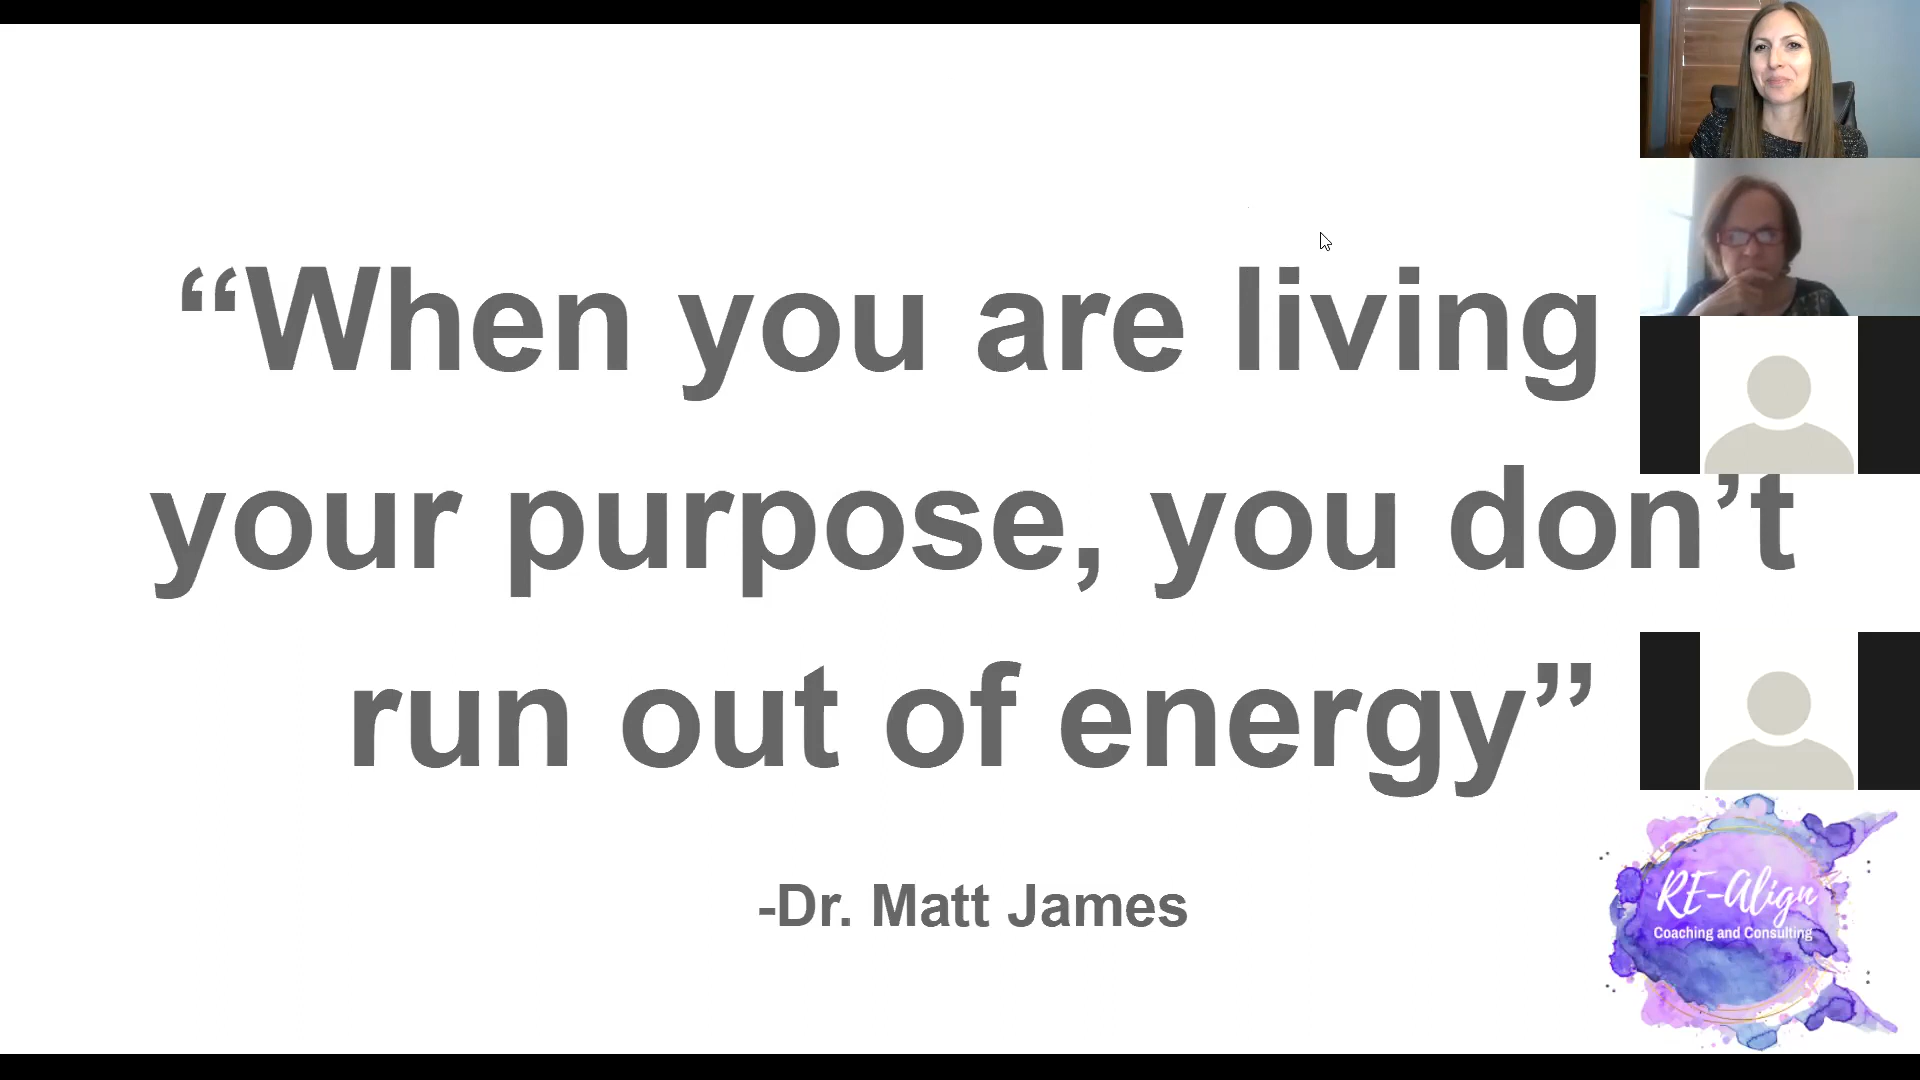 “When you are living
your purpose, you don’t
run out of energy”
-Dr. Matt James
RE-Align
Coaching and Consulting